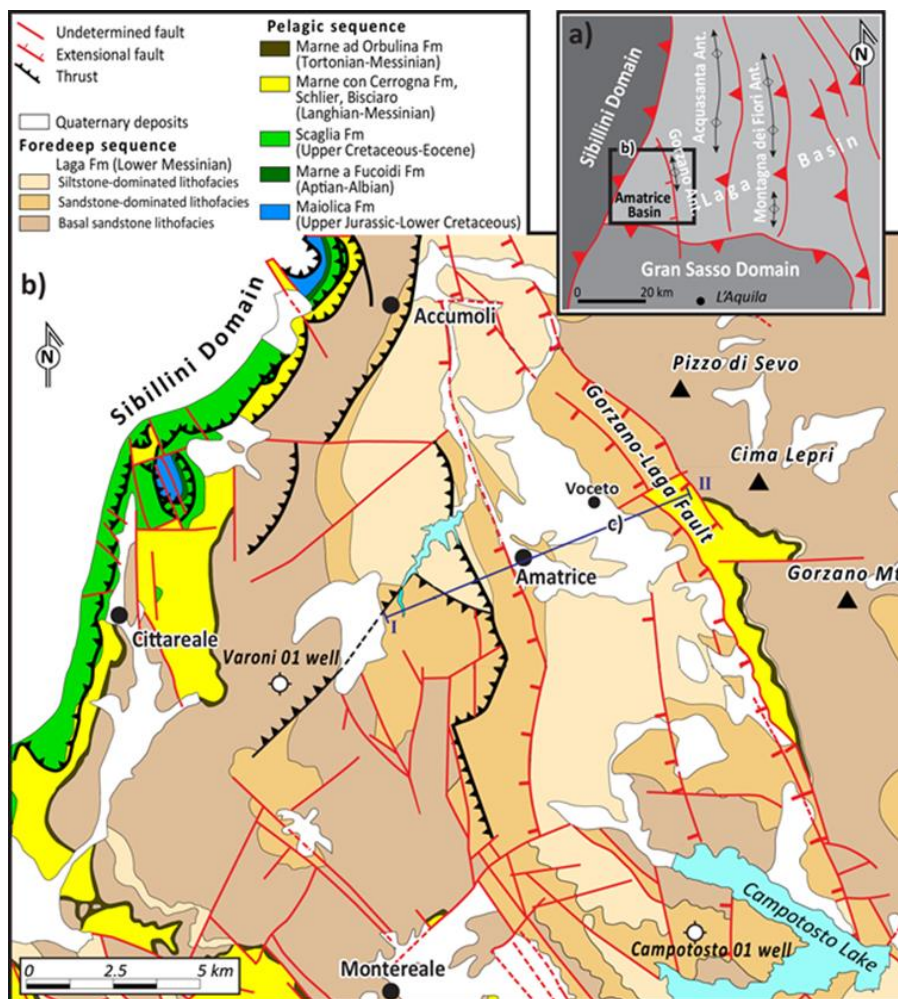 Undetermined fault
Extensional fault
Thrust
Quaternary deposits
Foredeep sequence
Laga Fm (Lower Messinian)
Siltstone-dominated lithofacies
Sandstone-dominated lithofacies
Basal sandstone lithofacies
Pelagic sequence
Marne ad Orbulina Fm
(Tortonian-Messinian)
Marne con Cerrogna Fm,
Schlier, Bisciaro
(Langhian-Messinian)
Scaglia Fm
(Upper Cretaceous-Eocene)
Marne a Fucoidi Fm
(Aptian-Albian)
Maiolica Fm
(Upper Jurassic-Lower Cretaceous)
a)
N
Sibillini Domain
Acquasanta Ant.
Montagna dei Fiori Ant.
Gorzano Ant.
Laga Basin
b)
Amatrice
Basin
Gran Sasso Domain
0 20 km
L'Aquila
b)
N
Sibillini Domain
Accumoli
Pizzo di Sevo
Gorzano-Laga Fault
Cima Lepri
II
Voceto
c)
Amatrice
Gorzano Mt
I
Cittareale
Varoni 01 well
Campotosto Lake
Campotosto 01 well
0 2.5 5 km
Montereale